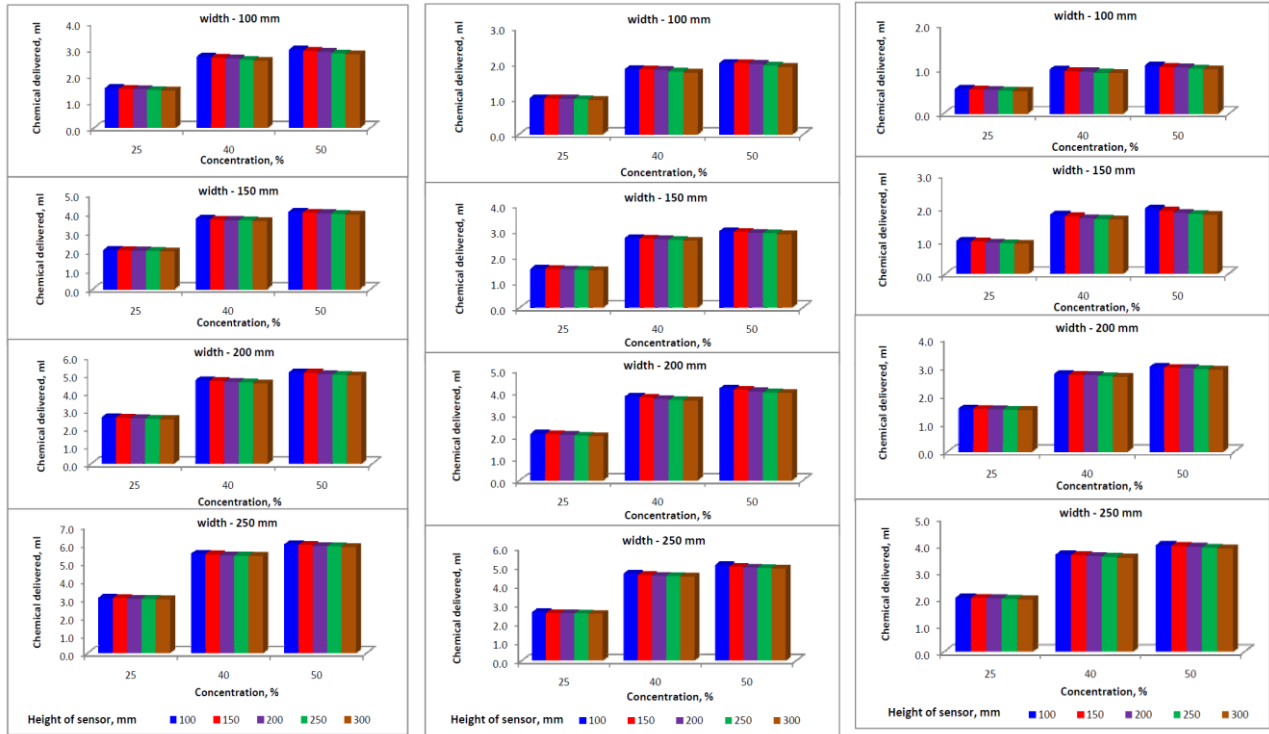 width - 100 mm
Chemical delivered, ml
4.0
3.0
2.0
1.0
0.0
25 40 50
Concentration, %
width - 150 mm
Chemical delivered, ml
5.0
4.0
3.0
2.0
1.0
0.0
25 40 50
Concentration, %
width - 200 mm
Chemical delivered, ml
6.0
5.0
4.0
3.0
2.0
1.0
0.0
25 40 50
Concentration, %
width - 250 mm
Chemical delivered, ml
7.0
6.0
5.0
4.0
3.0
2.0
1.0
0.0
25 40 50
Height of sensor, mm 100 150 200 250 300
width - 100 mm
Chemical delivered, ml
3.0
2.0
1.0
0.0
25 40 50
Concentration, %
width - 150 mm
Chemical delivered, ml
4.0
3.0
2.0
1.0
0.0
25 40 50
Concentration, %
width - 200 mm
Chemical delivered, ml
5.0
4.0
3.0
2.0
1.0
0.0
25 40 50
Concentration, %
width - 250 mm
Chemical delivered, ml
6.0
5.0
4.0
3.0
2.0
1.0
0.0
25 40 50
Height of sensor, mm 100 150 200 250 300
width - 100 mm
Chemical delivered, ml
2.0
1.0
0.0
25 40 50
Concentration, %
width - 150 mm
Chemical delivered, ml
3.0
2.0
1.0
0.0
25 40 50
Concentration, %
width - 200 mm
Chemical delivered, ml
4.0
3.0
2.0
1.0
0.0
25 40 50
Concentration, %
width - 250 mm
Chemical delivered, ml
5.0
4.0
3.0
2.0
1.0
0.0
25 40 50
Height of sensor, mm 100 150 200 250 300